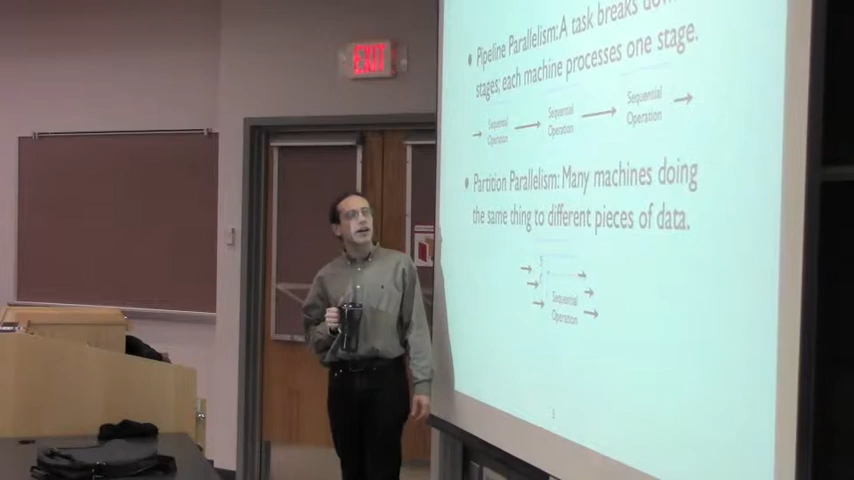 EXIT
• Pipeline Parallelism: A task breaks down
stages; each machine processes one stage.
Sequential
Operation
Sequential
Operation
Sequential
Operation
• Partition Parallelism: Many machines doing
the same thing to different pieces of data.
Sequential
Operation